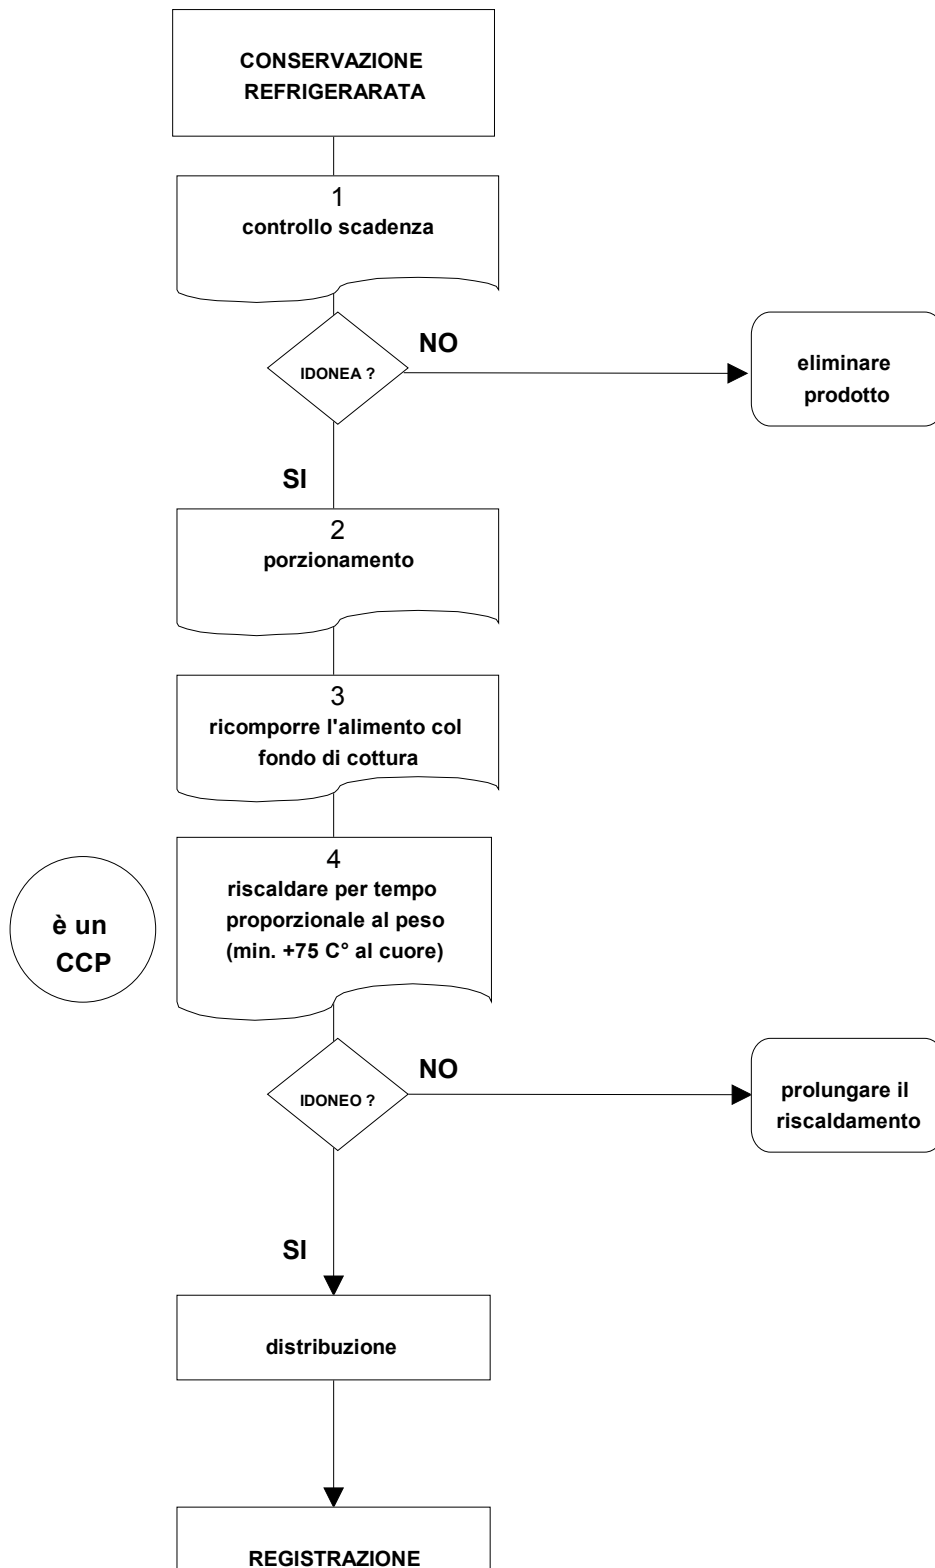 CONSERVAZIONE
REFRIGERARATA
1
controllo scadenza
IDONEA ?
NO
eliminare
prodotto
SI
2
porzionamento
3
ricomporre l'alimento col
fondo di cottura
è un
CCP
4
riscaldare per tempo
proporzionale al peso
(min. +75 C° al cuore)
IDONEO ?
NO
prolungare il
riscaldamento
SI
distribuzione
REGISTRAZIONE